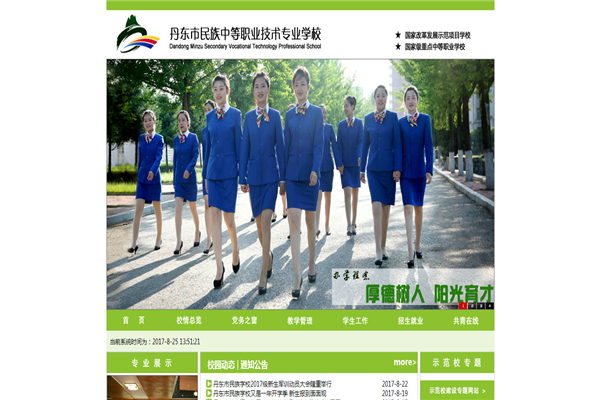 丹东市民族中等职业技术专业学校
Dandong Minzu Secondary Vocational Technology Professional School
★ 国家改革发展示范项目学校
★ 国家级重点中等职业学校
办学理念
厚德树人 阳光育才
1 2 3 4
首 页 校情总览 党务之窗 教学管理 学生工作 招生就业 共青在线
当前系统时间为：2017-8-25 13:51:21
专 业 展 示
校园动态 | 通知公告 more>
示 范 校 专 题
丹东市民族学校2017级新生军训动员大会隆重举行 2017-8-22
丹东市民族学校又是一年开学季 新生报到面面观 2017-8-19
示范校建设专题网站 >